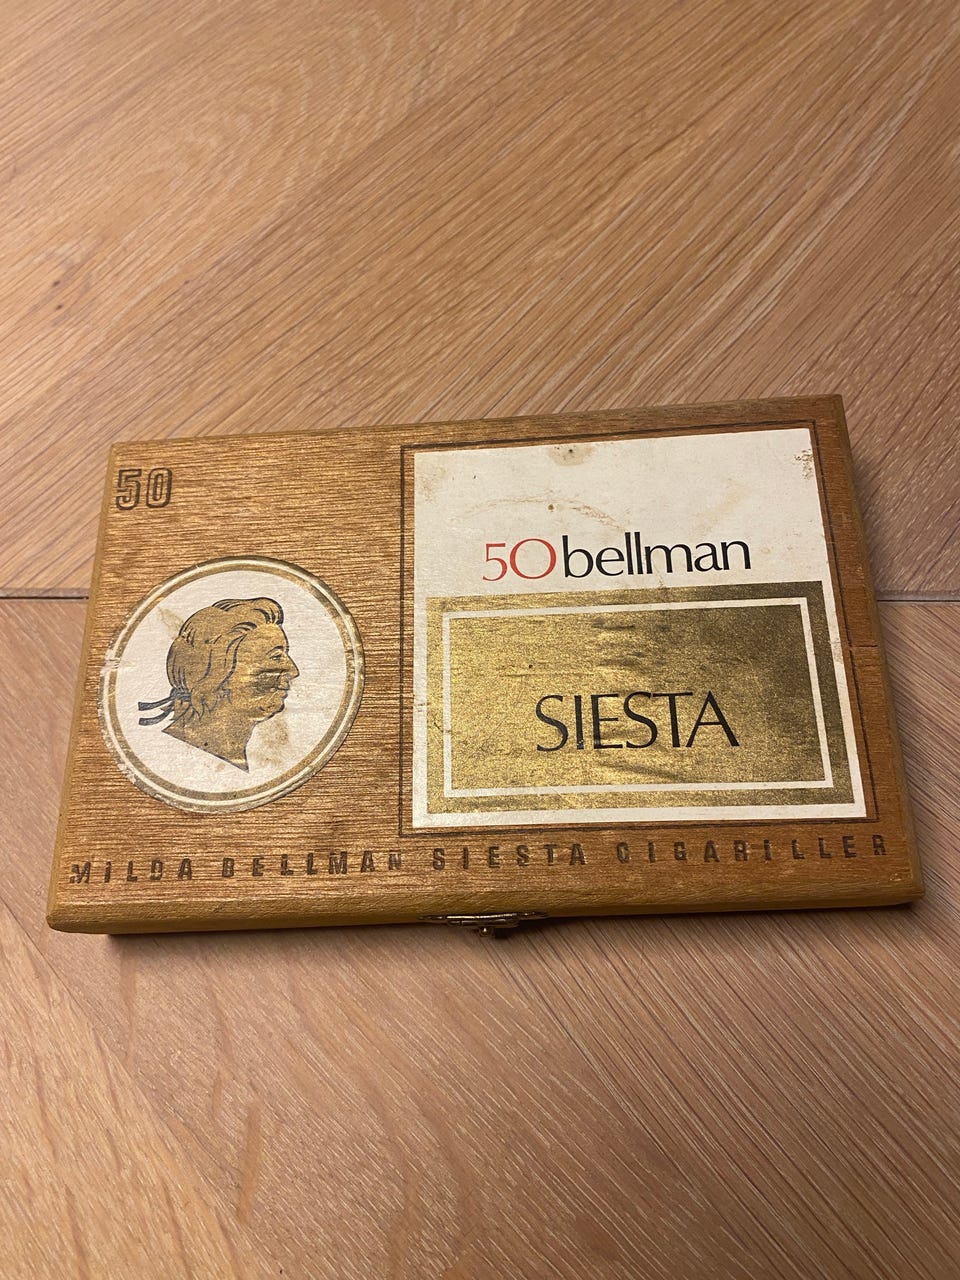 50
50bellman
SIESTA
MILDA BELLMAN SIESTA CIGARILLER